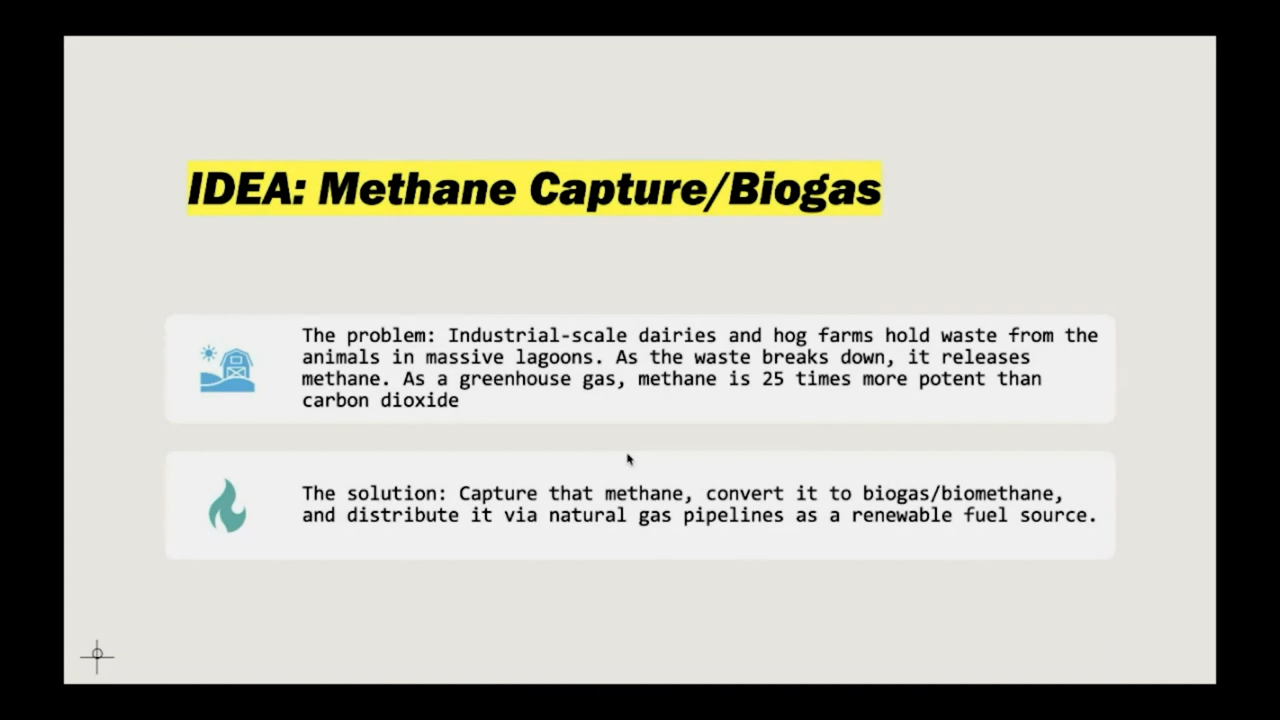 IDEA: Methane Capture/Biogas
The problem: Industrial-scale dairies and hog farms hold waste from the
animals in massive lagoons. As the waste breaks down, it releases
methane. As a greenhouse gas, methane is 25 times more potent than
carbon dioxide
The solution: Capture that methane, convert it to biogas/biomethane,
and distribute it via natural gas pipelines as a renewable fuel source.